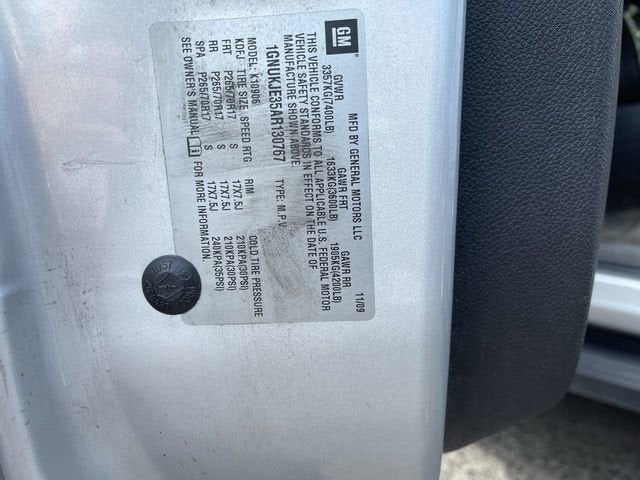 GM
MFD BY GENERAL MOTORS LLC 11/09
GVWR GAWR FRT GAWR RR
3357KG(7400LB) 1633KG(3600LB) 1905KG(4200LB)
THIS VEHICLE CONFORMS TO ALL APPLICABLE U.S. FEDERAL MOTOR
VEHICLE SAFETY STANDARDS IN EFFECT ON THE DATE OF
MANUFACTURE SHOWN ABOVE.
1GNUKJE35AR130767 TYPE: M.P.V.
MODEL: K10906
KDFJ TIRE SIZE SPEED RTG RIM COLD TIRE PRESSURE
FRT P265/70R17 S 17X7.5J 210KPA(30PSI)
RR P265/70R17 S 17X7.5J 210KPA(30PSI)
SPA P265/70R17 S 17X7.5J 240KPA(35PSI)
SEE OWNER'S MANUAL FOR MORE INFORMATION.